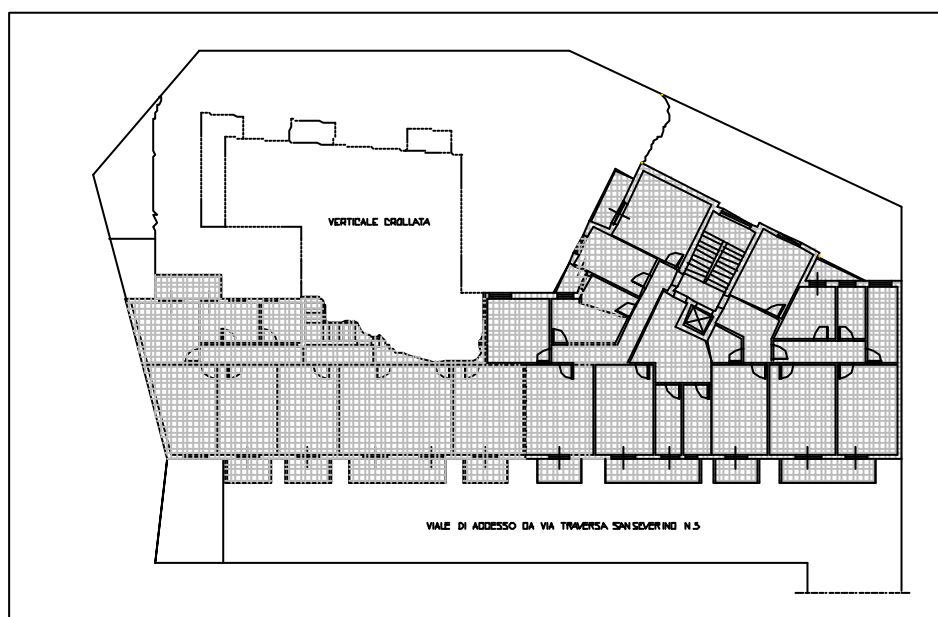 VERTICALE CROLLATA
VIALE DI ACCESSO DA VIA TRAVERSA SANSEVERINO N.3